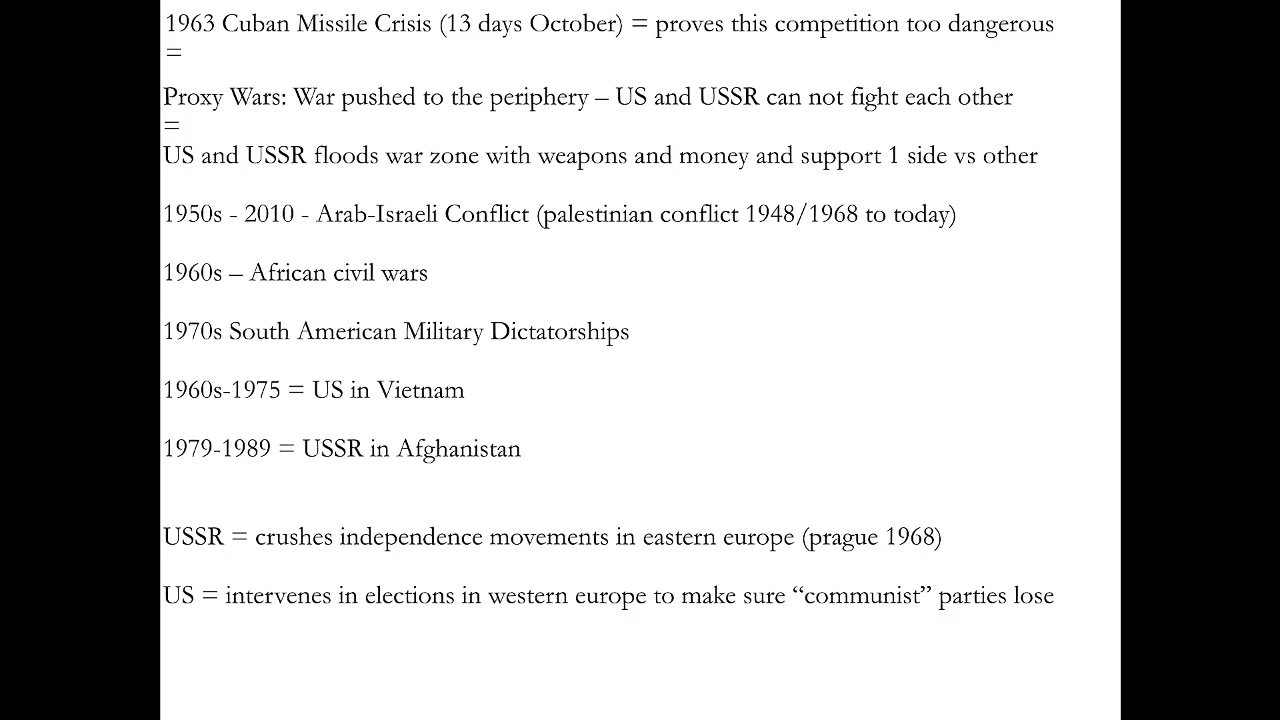 1963 Cuban Missile Crisis (13 days October) = proves this competition too dangerous
=
Proxy Wars: War pushed to the periphery – US and USSR can not fight each other
=
US and USSR floods war zone with weapons and money and support 1 side vs other
1950s - 2010 - Arab-Israeli Conflict (palestinian conflict 1948/1968 to today)
1960s – African civil wars
1970s South American Military Dictatorships
1960s-1975 = US in Vietnam
1979-1989 = USSR in Afghanistan
USSR = crushes independence movements in eastern europe (prague 1968)
US = intervenes in elections in western europe to make sure “communist” parties lose